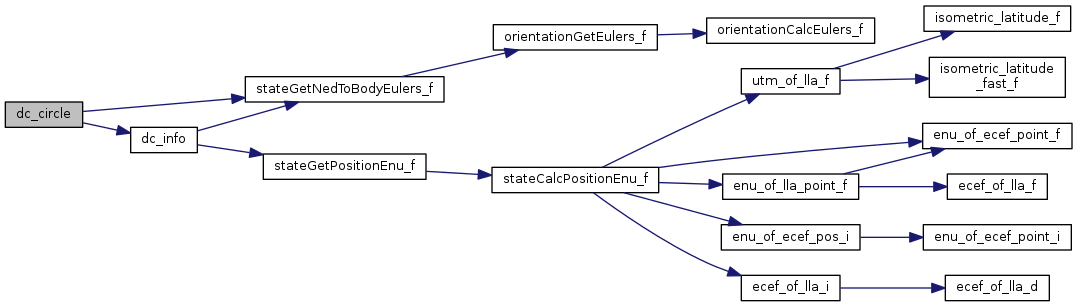 dc_circle
dc_info
stateGetNedToBodyEulers_f
stateGetPositionEnu_f
orientationGetEulers_f
stateCalcPositionEnu_f
orientationCalcEulers_f
utm_of_lla_f
enu_of_lla_point_f
enu_of_ecef_pos_i
ecef_of_lla_i
isometric_latitude_f
isometric_latitude
_fast_f
enu_of_ecef_point_f
ecef_of_lla_f
enu_of_ecef_point_i
ecef_of_lla_d